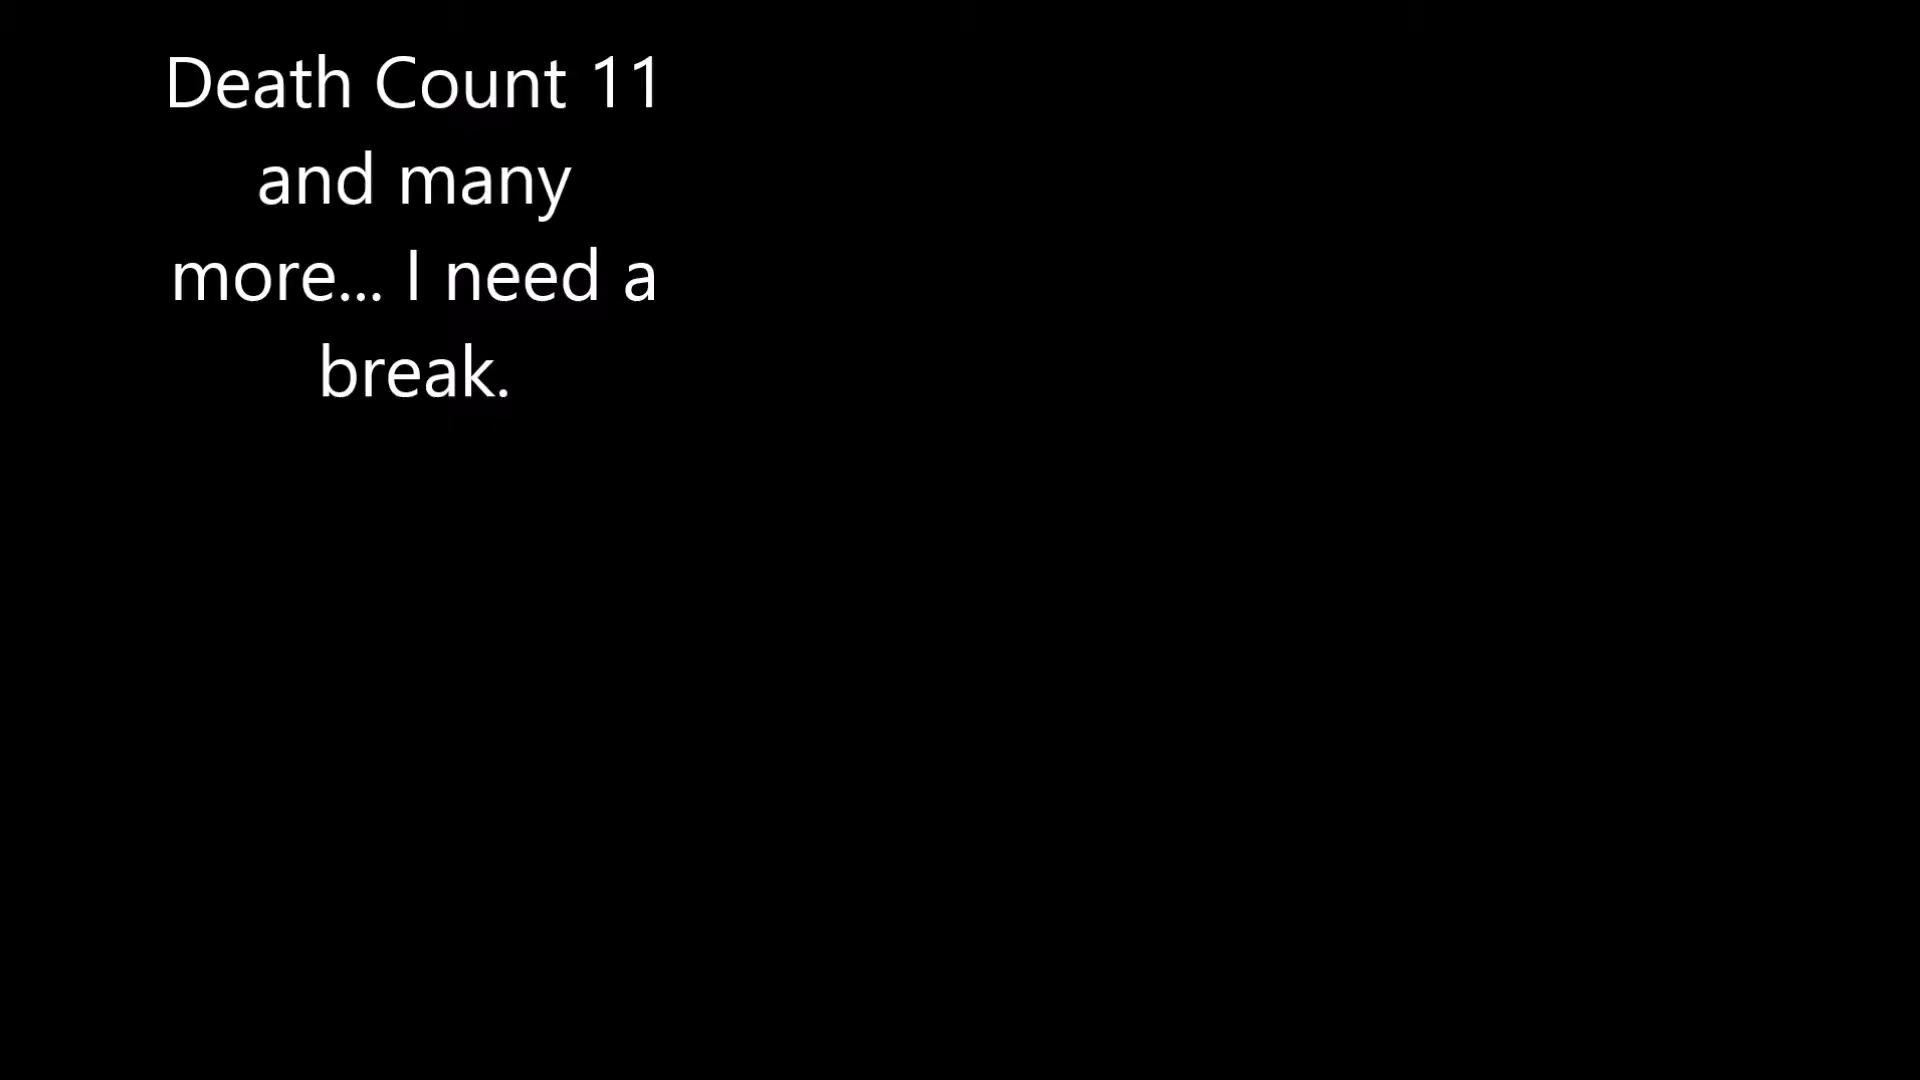 Death Count 11
and many
more... I need a
break.